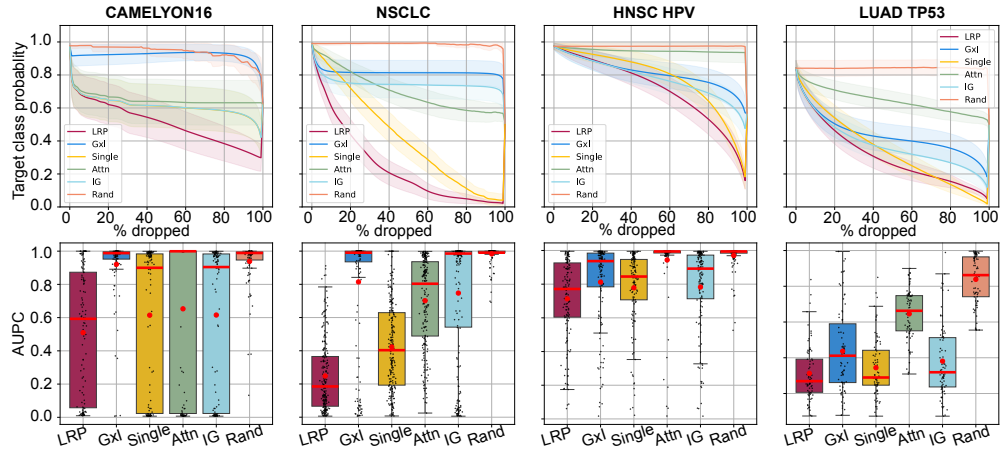 CAMELYON16 NSCLC HNSC HPV LUAD TP53
Target class probablity
1.0
0.8
0.6
0.4
0.2
0.0
LRP
GxI
Single
Attn
IG
Rand
LRP
GxI
Single
Attn
IG
Rand
LRP
GxI
Single
Attn
IG
Rand
LRP
GxI
Single
Attn
IG
Rand
0 20 40 60 80 100 0 20 40 60 80 100 0 20 40 60 80 100 0 20 40 60 80 100
% dropped % dropped % dropped % dropped
AUPC
1.0
0.8
0.6
0.4
0.2
0.0
LRP GxI Single Attn IG Rand LRP GxI Single Attn IG Rand LRP GxI Single Attn IG Rand LRP GxI Single Attn IG Rand